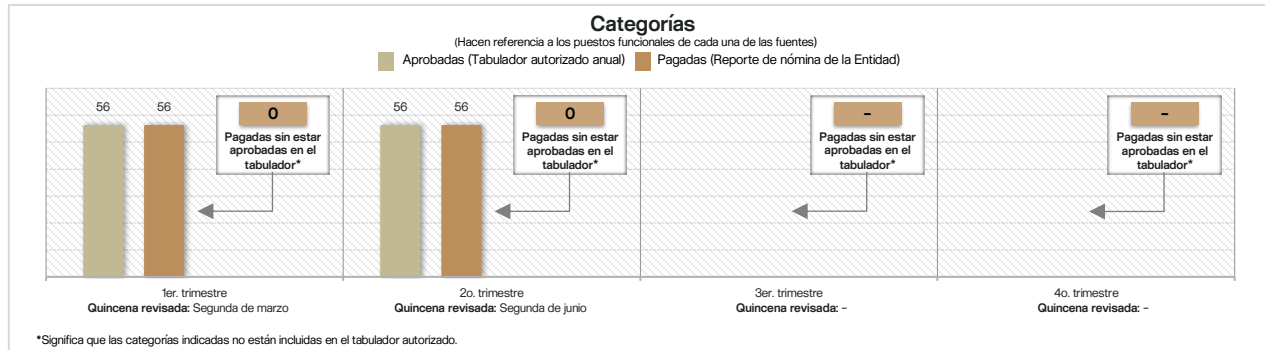 Categorías
(Hacen referencia a los puestos funcionales de cada una de las fuentes)
Aprobadas (Tabulador autorizado anual) Pagadas (Reporte de nómina de la Entidad)
56 56
0
Pagadas sin estar
aprobadas en el
tabulador*
56 56
0
Pagadas sin estar
aprobadas en el
tabulador*
–
Pagadas sin estar
aprobadas en el
tabulador*
–
Pagadas sin estar
aprobadas en el
tabulador*
1er. trimestre
Quincena revisada: Segunda de marzo
2o. trimestre
Quincena revisada: Segunda de junio
3er. trimestre
Quincena revisada: –
4o. trimestre
Quincena revisada: –
*Significa que las categorías indicadas no están incluidas en el tabulador autorizado.